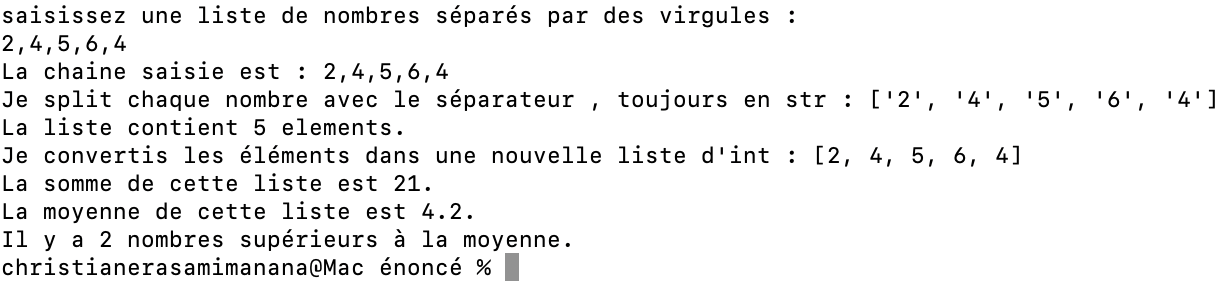 saisissez une liste de nombres séparés par des virgules :
2,4,5,6,4
La chaine saisie est : 2,4,5,6,4
Je split chaque nombre avec le séparateur , toujours en str : ['2', '4', '5', '6', '4']
La liste contient 5 elements.
Je convertis les éléments dans une nouvelle liste d'int : [2, 4, 5, 6, 4]
La somme de cette liste est 21.
La moyenne de cette liste est 4.2.
Il y a 2 nombres supérieurs à la moyenne.
christianerasamimanana@Mac énoncé %